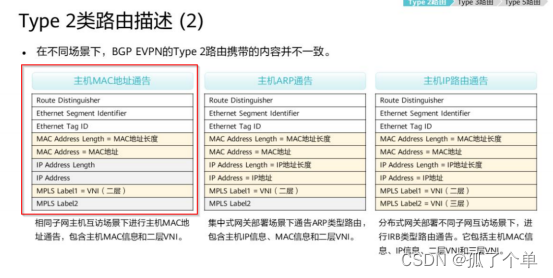 Type 2路由 Type 3路由 Type 5路由
Type 2类路由描述 (2)
• 在不同场景下，BGP EVPN的Type 2路由携带的内容并不一致。
主机MAC地址通告
Route Distinguisher
Ethernet Segment Identifier
Ethernet Tag ID
MAC Address Length = MAC地址长度
MAC Address = MAC地址
IP Address Length
IP Address
MPLS Label1 = VNI（二层）
MPLS Label2
相同子网主机互访场景下进行主机MAC地
址通告，包含主机MAC信息和二层VNI。
主机ARP通告
Route Distinguisher
Ethernet Segment Identifier
Ethernet Tag ID
MAC Address Length = MAC地址长度
MAC Address = MAC地址
IP Address Length = IP地址长度
IP Address = IP地址
MPLS Label1 = VNI（二层）
MPLS Label2
集中式网关部署场景下通告ARP类型路由，
包含主机IP信息、MAC信息和二层VNI。
主机IP路由通告
Route Distinguisher
Ethernet Segment Identifier
Ethernet Tag ID
MAC Address Length = MAC地址长度
MAC Address = MAC地址
IP Address Length = IP地址长度
IP Address = IP地址
MPLS Label1 = VNI（二层）
分布式网关部署不同子网互访场景下，进
行IRB类型路由通告。它包括主机MAC信
息、IP信息、二层VNI和三层VNI。
CSDN @孤了个单